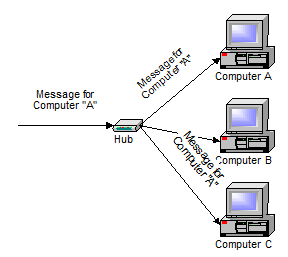 Message for
Computer "A"
Hub
Message for
Computer "A"
Computer A
Message for
Computer "A"
Computer B
Computer C